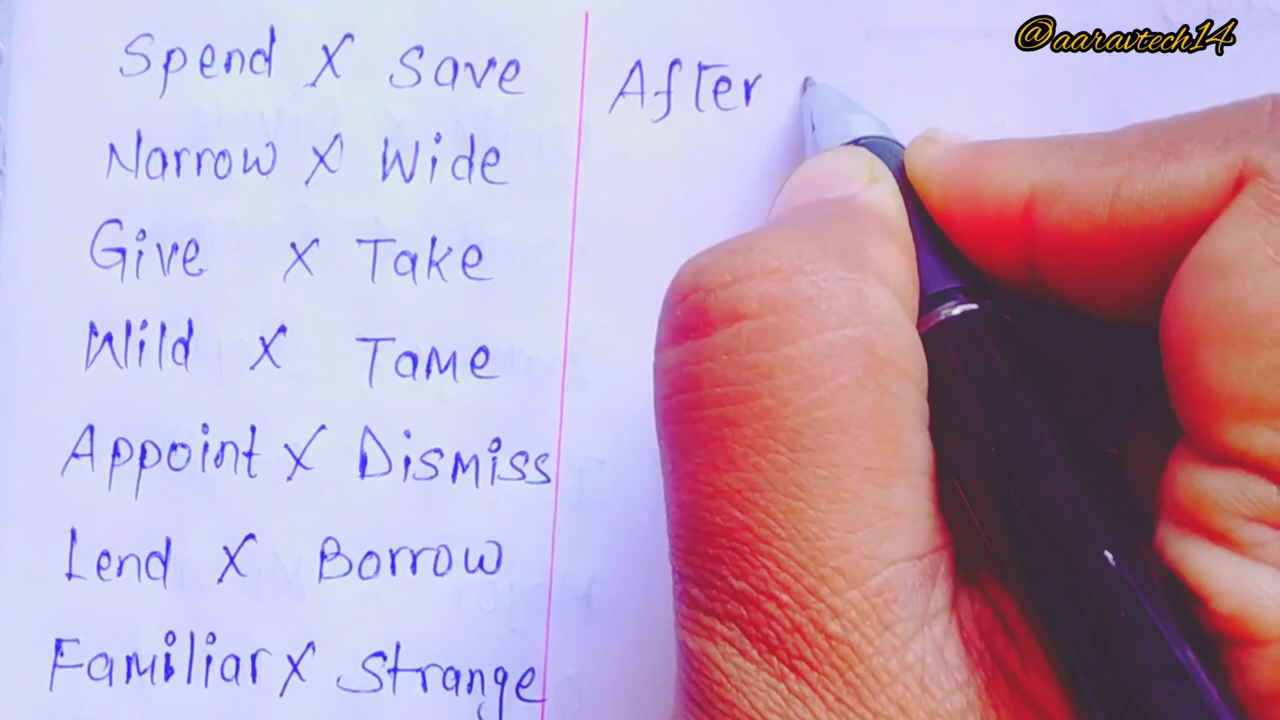 @aaravtech14
Spend X Save
Narrow X Wide
Give X Take
Wild X Tame
Appoint X Dismiss
Lend X Borrow
Familiar X Strange
After